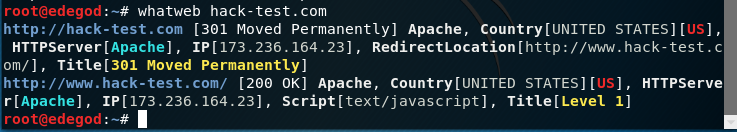 root@edegod:~# whatweb hack-test.com
http://hack-test.com [301 Moved Permanently] Apache, Country[UNITED STATES][US],
 HTTPServer[Apache], IP[173.236.164.23], RedirectLocation[http://www.hack-test.c
om/], Title[301 Moved Permanently]
http://www.hack-test.com/ [200 OK] Apache, Country[UNITED STATES][US], HTTPServe
r[Apache], IP[173.236.164.23], Script[text/javascript], Title[Level 1]
root@edegod:~#